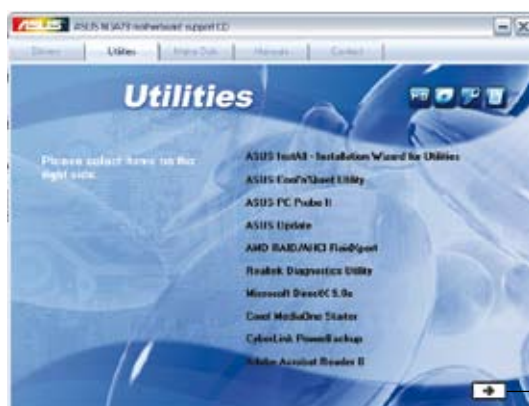 ASUS motherboard support CD
Drivers Utilities Make Disk Manuals Contact
Utilities
Please select items on the
right side.
ASUS InstAll - Installation Wizard for Utilities
ASUS Cool'n'Quiet Utility
ASUS PC Probe II
ASUS Update
AMD RAID/AHCI RaidXpert
Realtek Diagnostics Utility
Microsoft DirectX 9.0c
Corel MediaOne Starter
CyberLink PowerBackup
Adobe Acrobat Reader 8